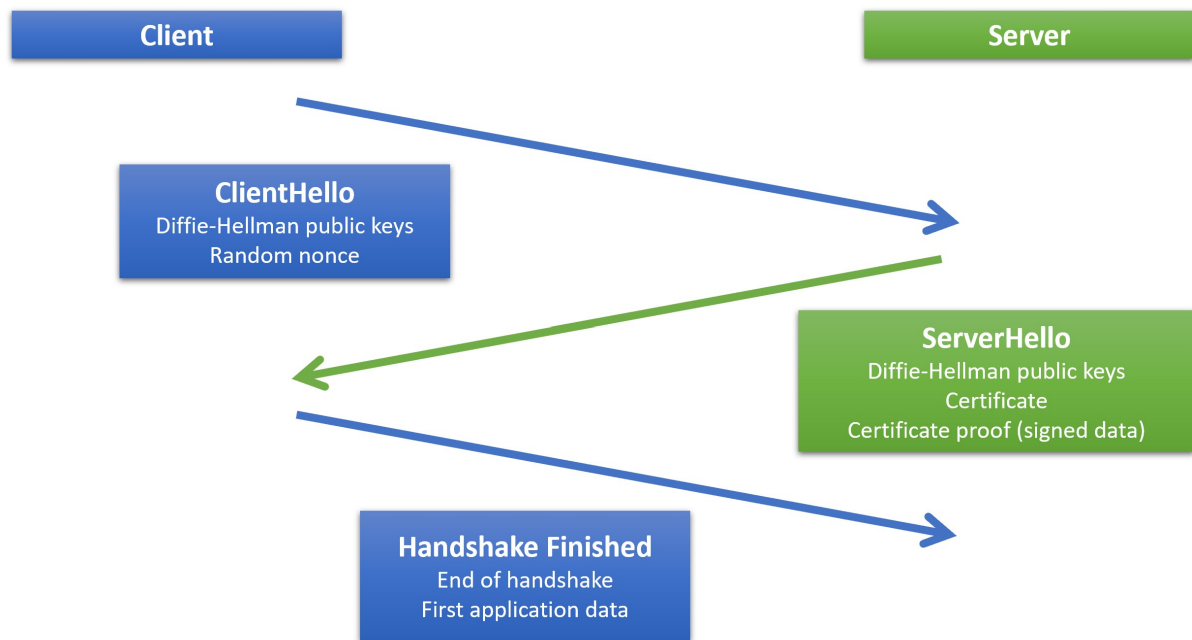 Client
Server
ClientHello
Diffie-Hellman public keys
Random nonce
ServerHello
Diffie-Hellman public keys
Certificate
Certificate proof (signed data)
Handshake Finished
End of handshake
First application data